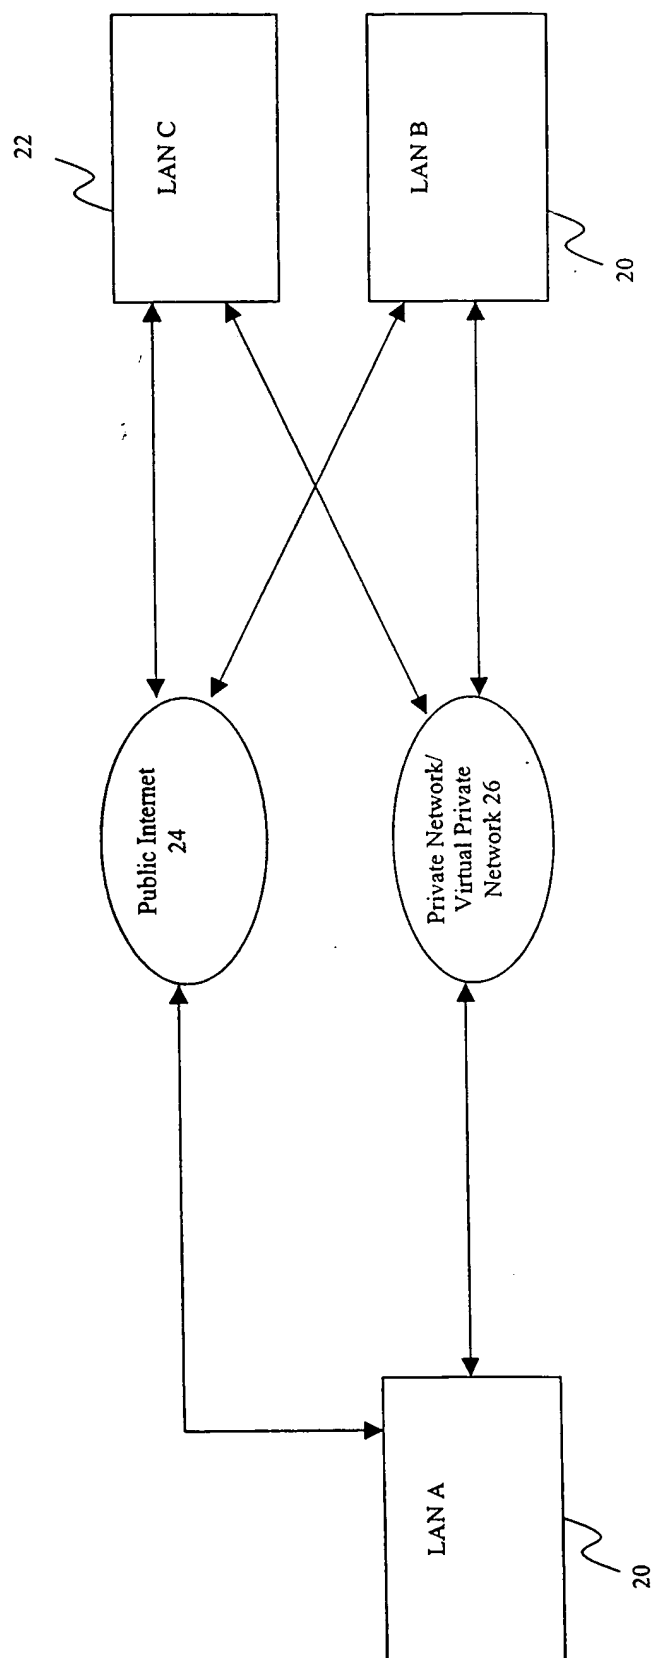 22
LAN C
LAN B
20
Public Internet
24
Private Network/
Virtual Private
Network 26
LAN A
20